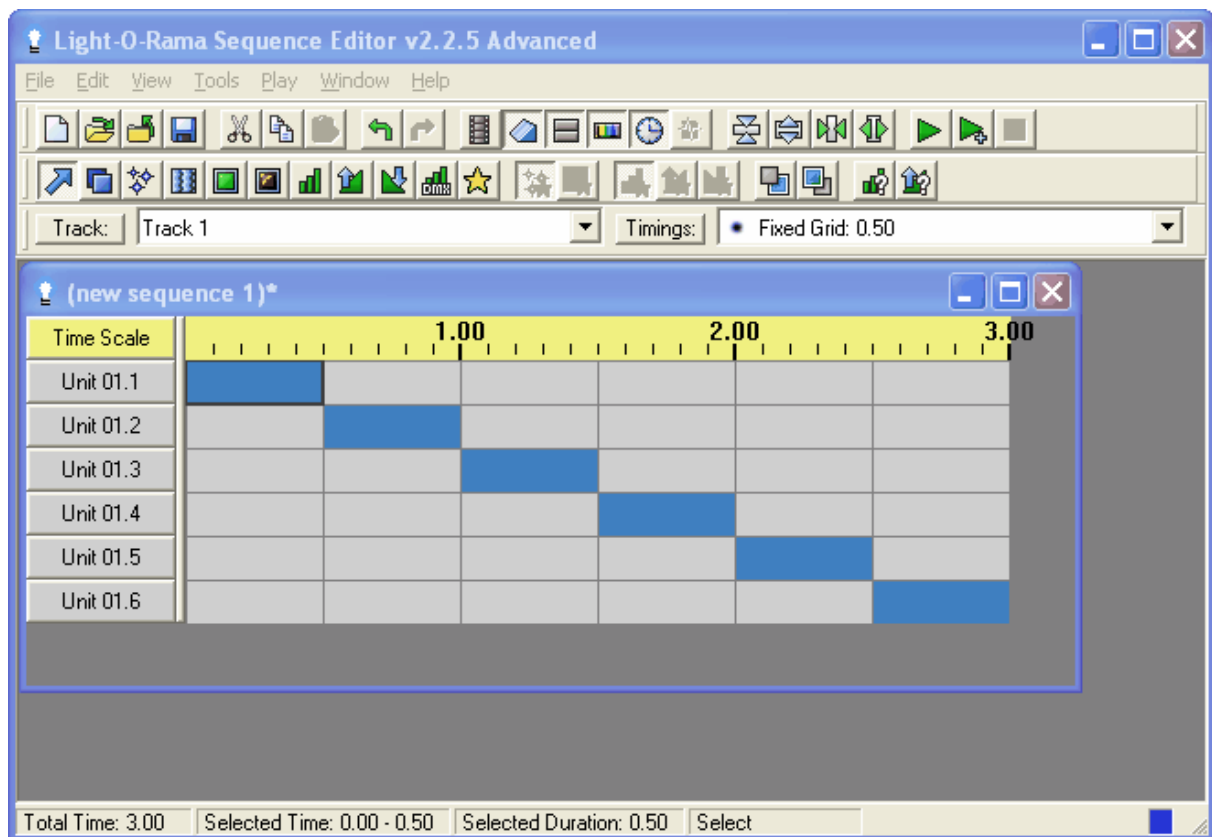 Light-O-Rama Sequence Editor v2.2.5 Advanced
File Edit View Tools Play Window Help
DMX
Track: Track 1 Timings: Fixed Grid: 0.50
(new sequence 1)*
Time Scale 1.00 2.00 3.00
Unit 01.1
Unit 01.2
Unit 01.3
Unit 01.4
Unit 01.5
Unit 01.6
Total Time: 3.00 Selected Time: 0.00 - 0.50 Selected Duration: 0.50 Select